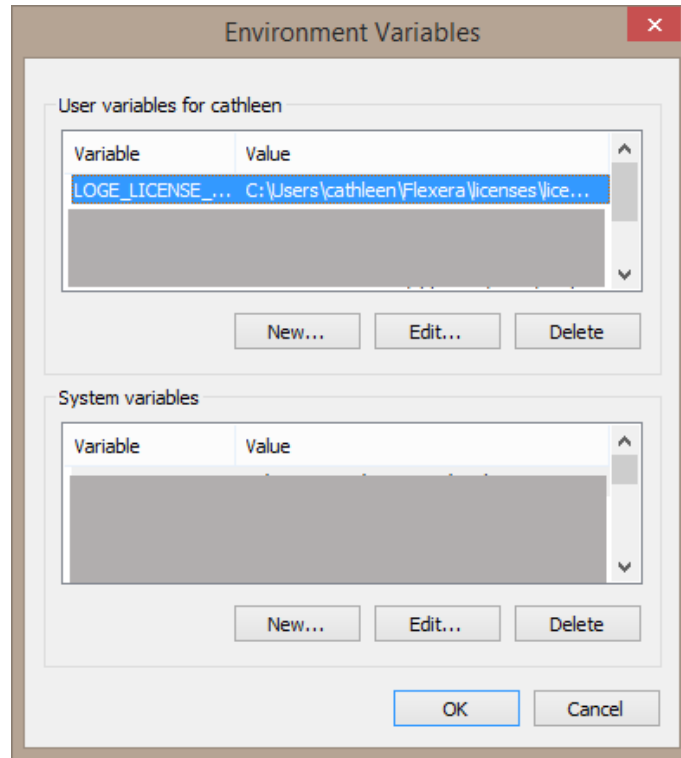 Environment Variables
User variables for cathleen
Variable Value
LOGE_LICENSE_... C:\Users\cathleen\Flexera\licenses\lice...
New... Edit... Delete
System variables
Variable Value
New... Edit... Delete
OK Cancel